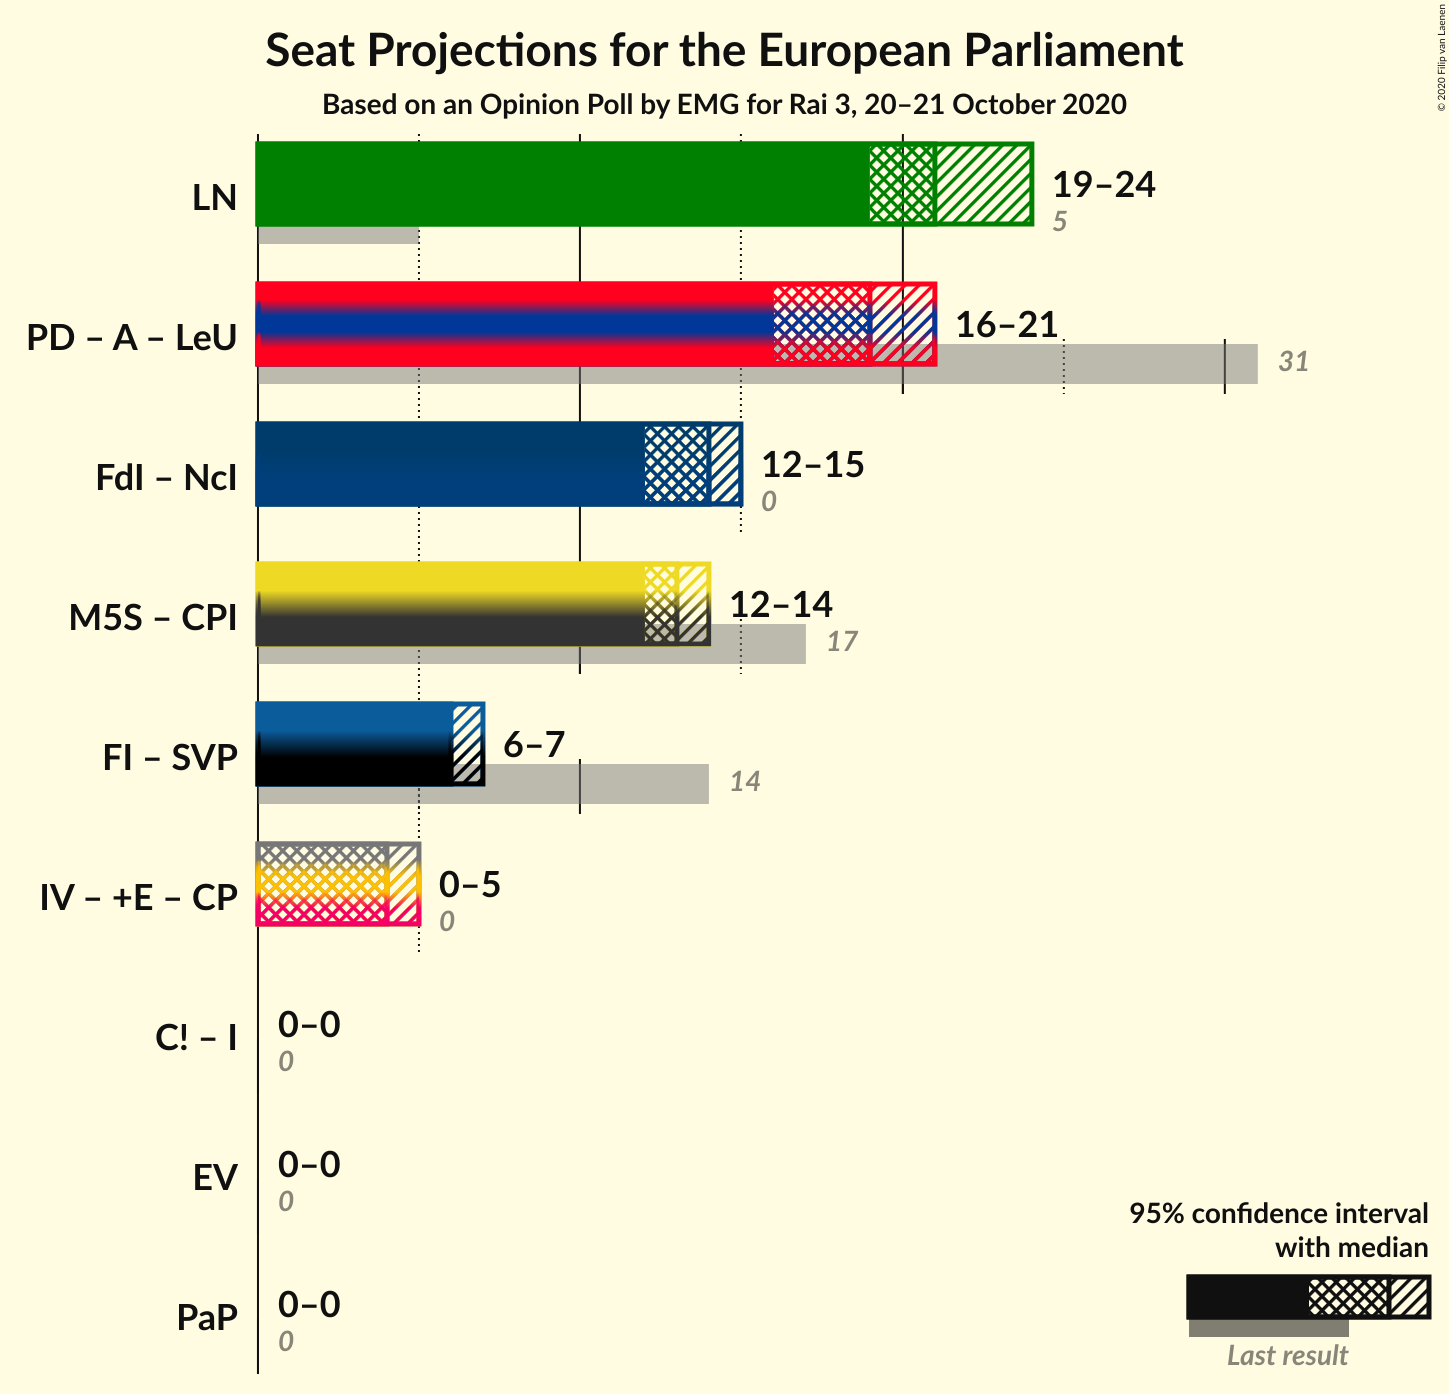 Seat Projections for the European Parliament
Based on an Opinion Poll by EMG for Rai 3, 20–21 October 2020
© 2020 Filip van Laenen
LN
19–24
5
PD – A – LeU
16–21
31
FdI – NcI
12–15
0
M5S – CPI
12–14
17
FI – SVP
6–7
14
IV – +E – CP
0–5
0
C! – I
0–0
0
EV
0–0
0
PaP
0–0
0
95% confidence interval
with median
Last result